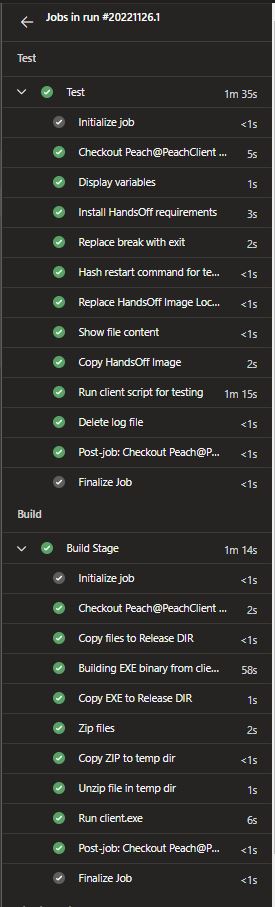 Jobs in run #20221126.1
Test
Test 1m 35s
Initialize job <1s
Checkout Peach@PeachClient ... 5s
Display variables 1s
Install HandsOff requirements 3s
Replace break with exit 2s
Hash restart command for te... <1s
Replace HandsOff Image Loc... <1s
Show file content <1s
Copy HandsOff Image 2s
Run client script for testing 1m 15s
Delete log file <1s
Post-job: Checkout Peach@P... <1s
Finalize Job <1s
Build
Build Stage 1m 14s
Initialize job <1s
Checkout Peach@PeachClient ... 2s
Copy files to Release DIR <1s
Building EXE binary from clie... 58s
Copy EXE to Release DIR 1s
Zip files 2s
Copy ZIP to temp dir <1s
Unzip file in temp dir 1s
Run client.exe 6s
Post-job: Checkout Peach@P... <1s
Finalize Job <1s